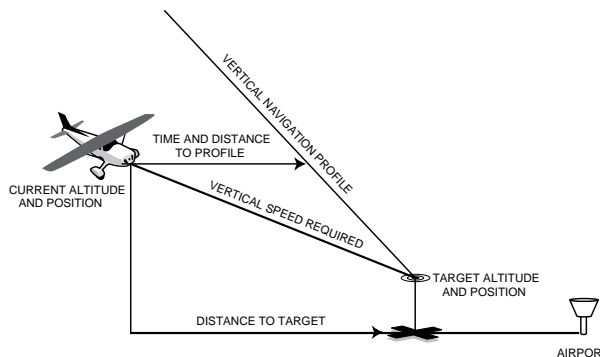 VERTICAL NAVIGATION PROFILE
TIME AND DISTANCE
TO PROFILE
CURRENT ALTITUDE
AND POSITION
VERTICAL SPEED REQUIRED
TARGET ALTITUDE
AND POSITION
DISTANCE TO TARGET
AIRPORT